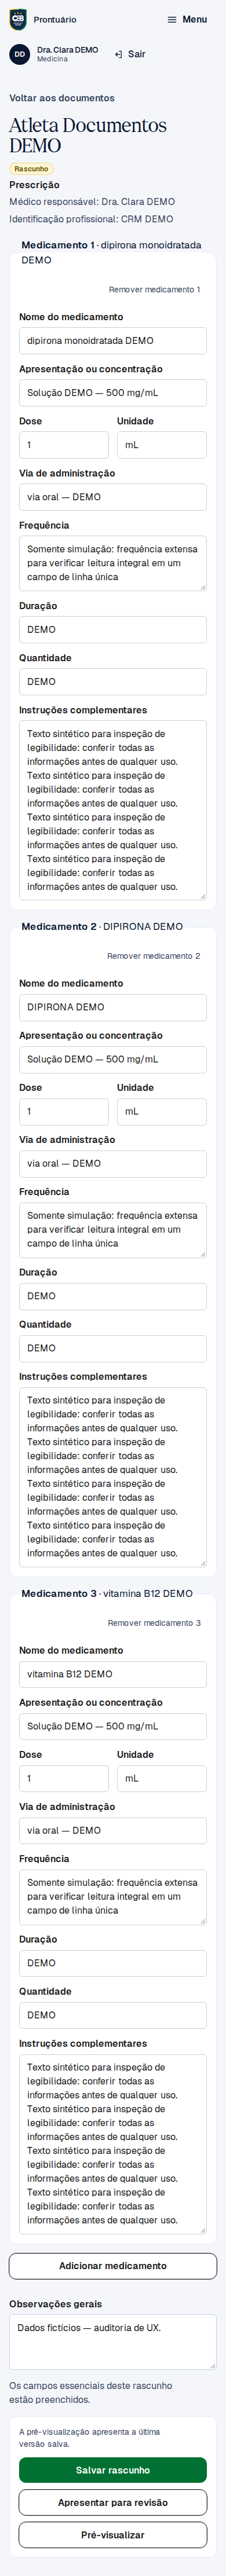 CBB
Prontuário
Menu
DD
Dra. Clara DEMO
Medicina
Sair
Voltar aos documentos
Atleta Documentos
DEMO
Rascunho
Prescrição
Médico responsável: Dra. Clara DEMO
Identificação profissional: CRM DEMO
Medicamento 1 · dipirona monoidratada
DEMO
Remover medicamento 1
Nome do medicamento
dipirona monoidratada DEMO
Apresentação ou concentração
Solução DEMO — 500 mg/mL
Dose
Unidade
1
mL
Via de administração
via oral — DEMO
Frequência
Somente simulação: frequência extensa
para verificar leitura integral em um
campo de linha única
Duração
DEMO
Quantidade
DEMO
Instruções complementares
Texto sintético para inspeção de
legibilidade: conferir todas as
informações antes de qualquer uso.
Texto sintético para inspeção de
legibilidade: conferir todas as
informações antes de qualquer uso.
Texto sintético para inspeção de
legibilidade: conferir todas as
informações antes de qualquer uso.
Texto sintético para inspeção de
legibilidade: conferir todas as
informações antes de qualquer uso.
Medicamento 2 · DIPIRONA DEMO
Remover medicamento 2
Nome do medicamento
DIPIRONA DEMO
Apresentação ou concentração
Solução DEMO — 500 mg/mL
Dose
Unidade
1
mL
Via de administração
via oral — DEMO
Frequência
Somente simulação: frequência extensa
para verificar leitura integral em um
campo de linha única
Duração
DEMO
Quantidade
DEMO
Instruções complementares
Texto sintético para inspeção de
legibilidade: conferir todas as
informações antes de qualquer uso.
Texto sintético para inspeção de
legibilidade: conferir todas as
informações antes de qualquer uso.
Texto sintético para inspeção de
legibilidade: conferir todas as
informações antes de qualquer uso.
Texto sintético para inspeção de
legibilidade: conferir todas as
informações antes de qualquer uso.
Medicamento 3 · vitamina B12 DEMO
Remover medicamento 3
Nome do medicamento
vitamina B12 DEMO
Apresentação ou concentração
Solução DEMO — 500 mg/mL
Dose
Unidade
1
mL
Via de administração
via oral — DEMO
Frequência
Somente simulação: frequência extensa
para verificar leitura integral em um
campo de linha única
Duração
DEMO
Quantidade
DEMO
Instruções complementares
Texto sintético para inspeção de
legibilidade: conferir todas as
informações antes de qualquer uso.
Texto sintético para inspeção de
legibilidade: conferir todas as
informações antes de qualquer uso.
Texto sintético para inspeção de
legibilidade: conferir todas as
informações antes de qualquer uso.
Texto sintético para inspeção de
legibilidade: conferir todas as
informações antes de qualquer uso.
Adicionar medicamento
Observações gerais
Dados fictícios — auditoria de UX.
Os campos essenciais deste rascunho
estão preenchidos.
A pré-visualização apresenta a última
versão salva.
Salvar rascunho
Apresentar para revisão
Pré-visualizar